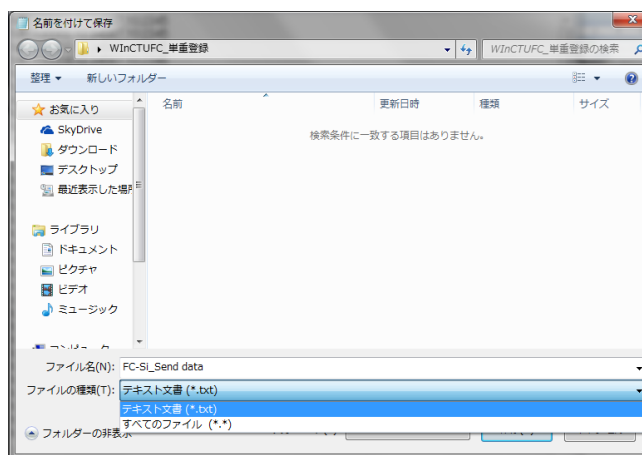 名前を付けて保存
WInCTUFC_単重登録
WInCTUFC_単重登録の検索
整理
新しいフォルダー
お気に入り
名前
更新日時
種類
サイズ
検索条件に一致する項目はありません。
SkyDrive
ダウンロード
デスクトップ
最近表示した場所
ライブラリ
ドキュメント
ピクチャ
ビデオ
ミュージック
ファイル名(N):
FC-Si_Send data
ファイルの種類(T):
テキスト文書 (*.txt)
テキスト文書 (*.txt)
すべてのファイル (*.*)
フォルダーの非表示